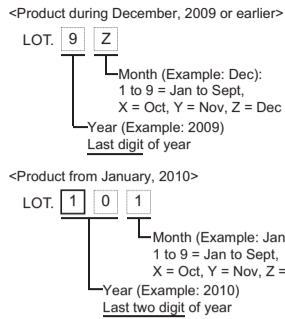 <Product during December, 2009 or earlier>
LOT. 9 Z
Month (Example: Dec):
1 to 9 = Jan to Sept,
X = Oct, Y = Nov, Z = Dec
Year (Example: 2009)
Last digit of year
<Product from January, 2010>
LOT. 1 0 1
Month (Example: Jan
1 to 9 = Jan to Sept,
X = Oct, Y = Nov, Z =
Year (Example: 2010)
Last two digit of year